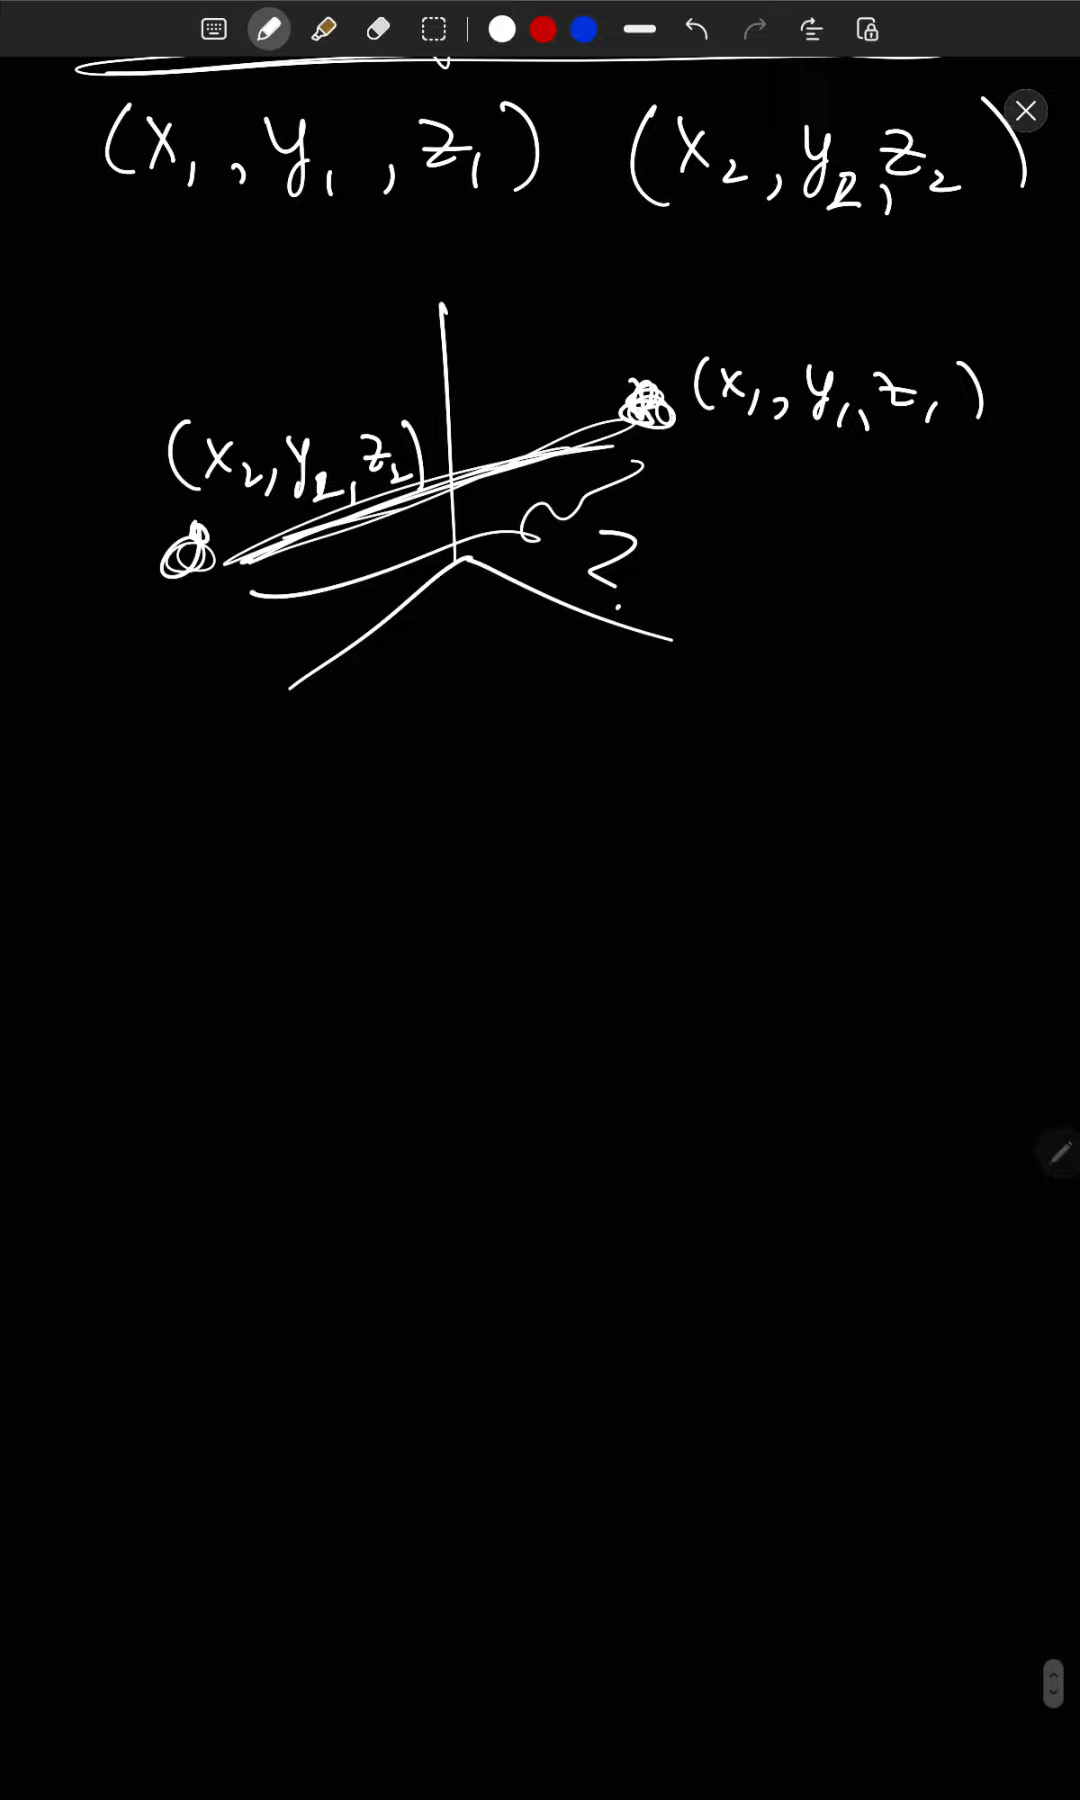 (x₁, y₁, z₁) (x₂, y₂, z₂)
(x₁, y₁, z₁)
(x₂, y₂, z₂)
?